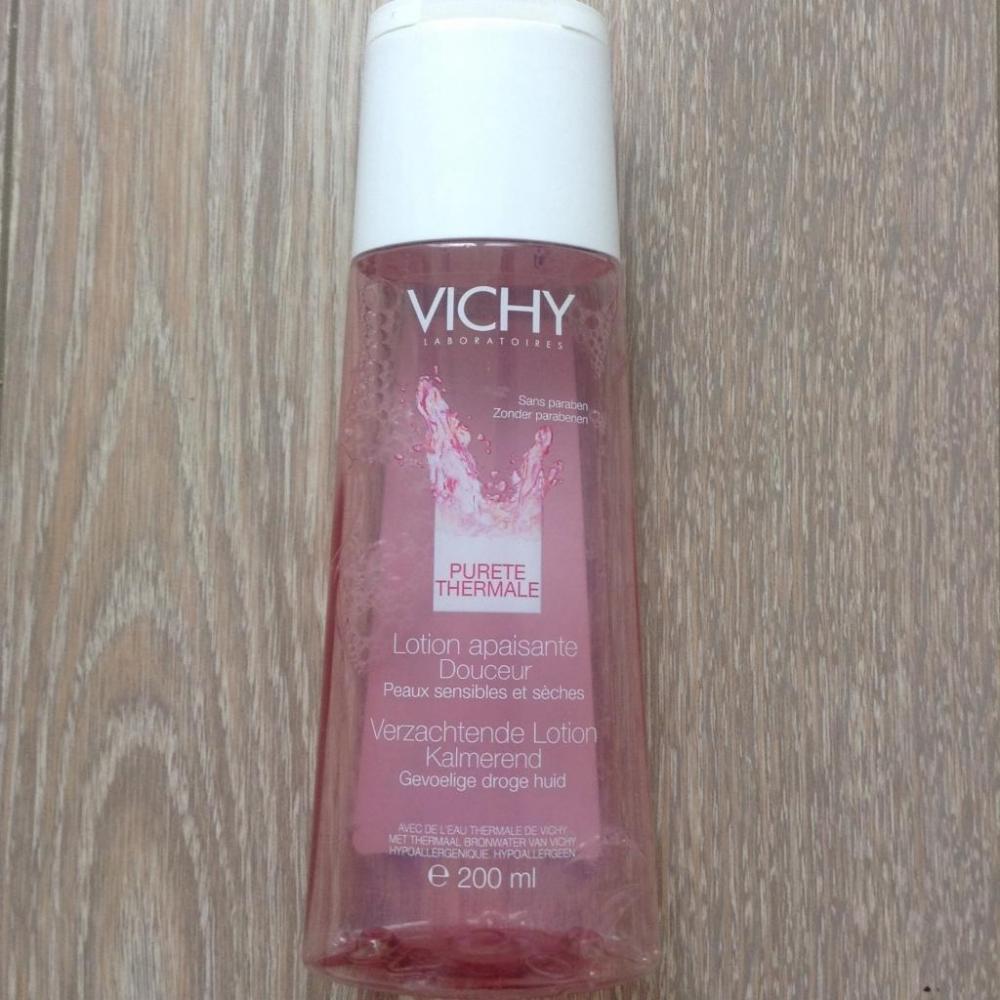 VICHY
LABORATOIRES
Sans paraben
Zonder parabenen
PURETE
THERMALE
Lotion apaisante
Douceur
Peaux sensibles et sèches
Verzachtende Lotion
Kalmerend
Gevoelige droge huid
AVEC DE L'EAU THERMALE DE VICHY
MET THERMAAL BRONWATER VAN VICHY
HYPOALLERGENIQUE. HYPOALLERGEEN
℮ 200 ml